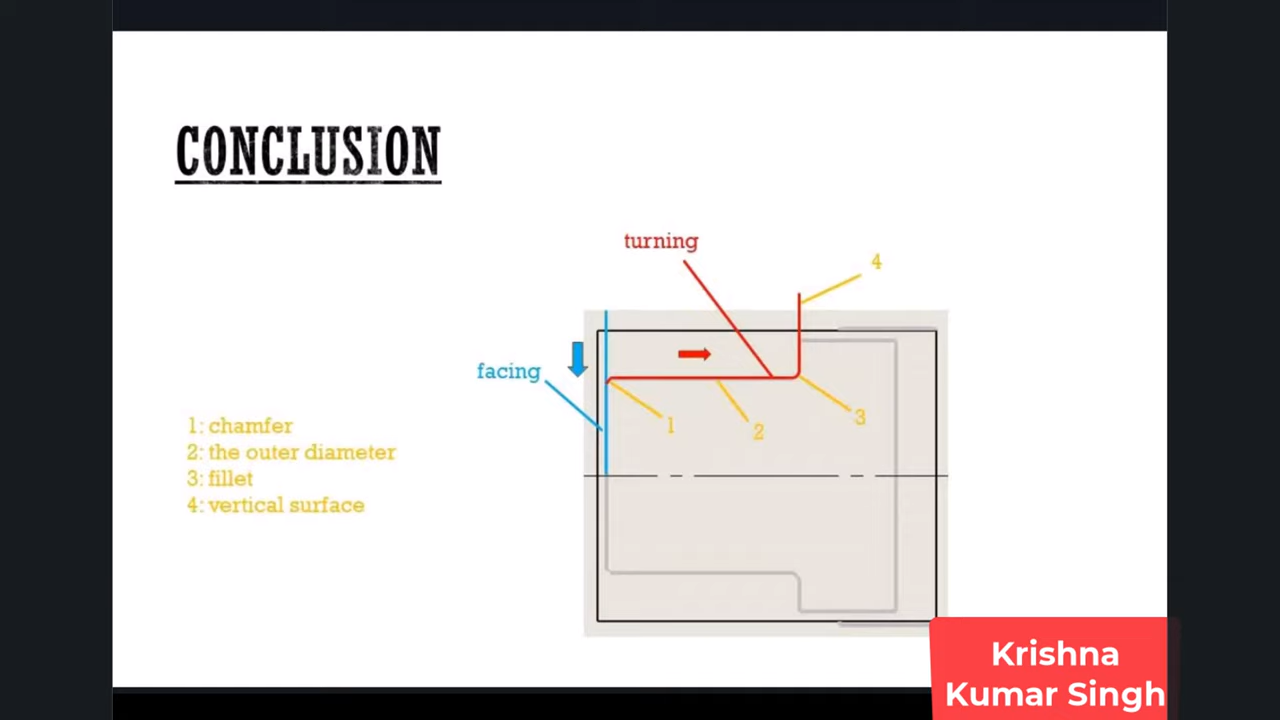 CONCLUSION
turning
4
facing
1
2
3
1: chamfer
2: the outer diameter
3: fillet
4: vertical surface
Krishna
Kumar Singh